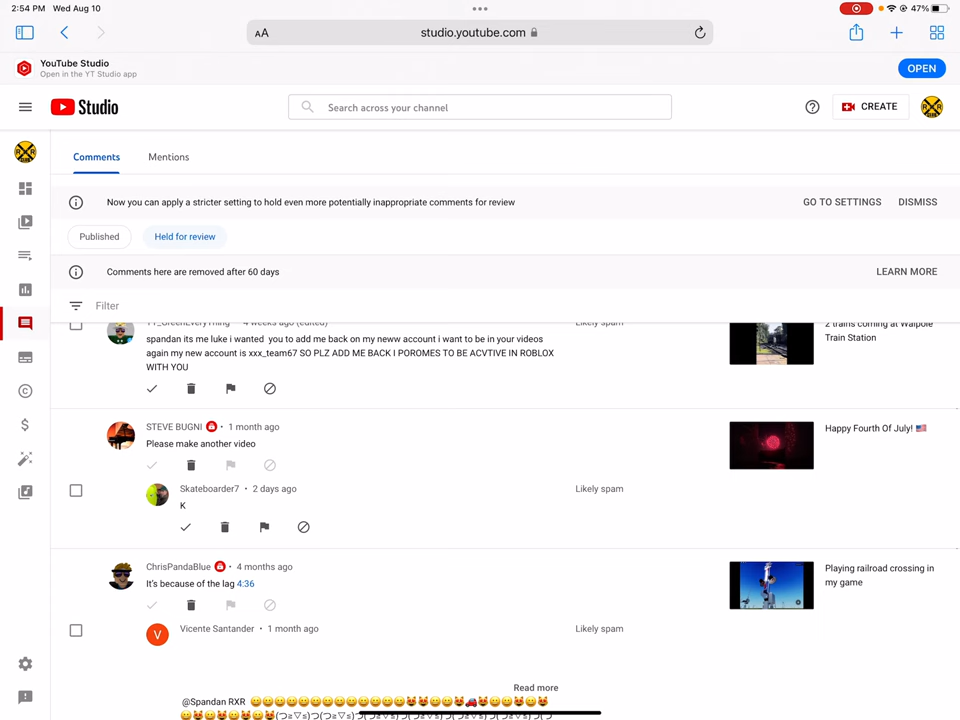 2:54 PM Wed Aug 10
47%
AA
studio.youtube.com
YouTube Studio
Open in the YT Studio app
OPEN
Studio
Search across your channel
CREATE
Comments
Mentions
Now you can apply a stricter setting to hold even more potentially inappropriate comments for review
GO TO SETTINGS
DISMISS
Published
Held for review
Comments here are removed after 60 days
LEARN MORE
Filter
YT_GreenEveryThing • 4 weeks ago (edited)
Likely spam
2 trains coming at Walpole
Train Station
spandan its me luke i wanted you to add me back on my neww account i want to be in your videos
again my new account is xxx_team67 SO PLZ ADD ME BACK I POROMES TO BE ACVTIVE IN ROBLOX
WITH YOU
STEVE BUGNI • 1 month ago
Happy Fourth Of July! 🇺🇸
Please make another video
Skateboarder7 • 2 days ago
Likely spam
K
ChrisPandaBlue • 4 months ago
Playing railroad crossing in
my game
It's because of the lag 4:36
V
Vicente Santander • 1 month ago
Likely spam
Read more
@Spandan RXR